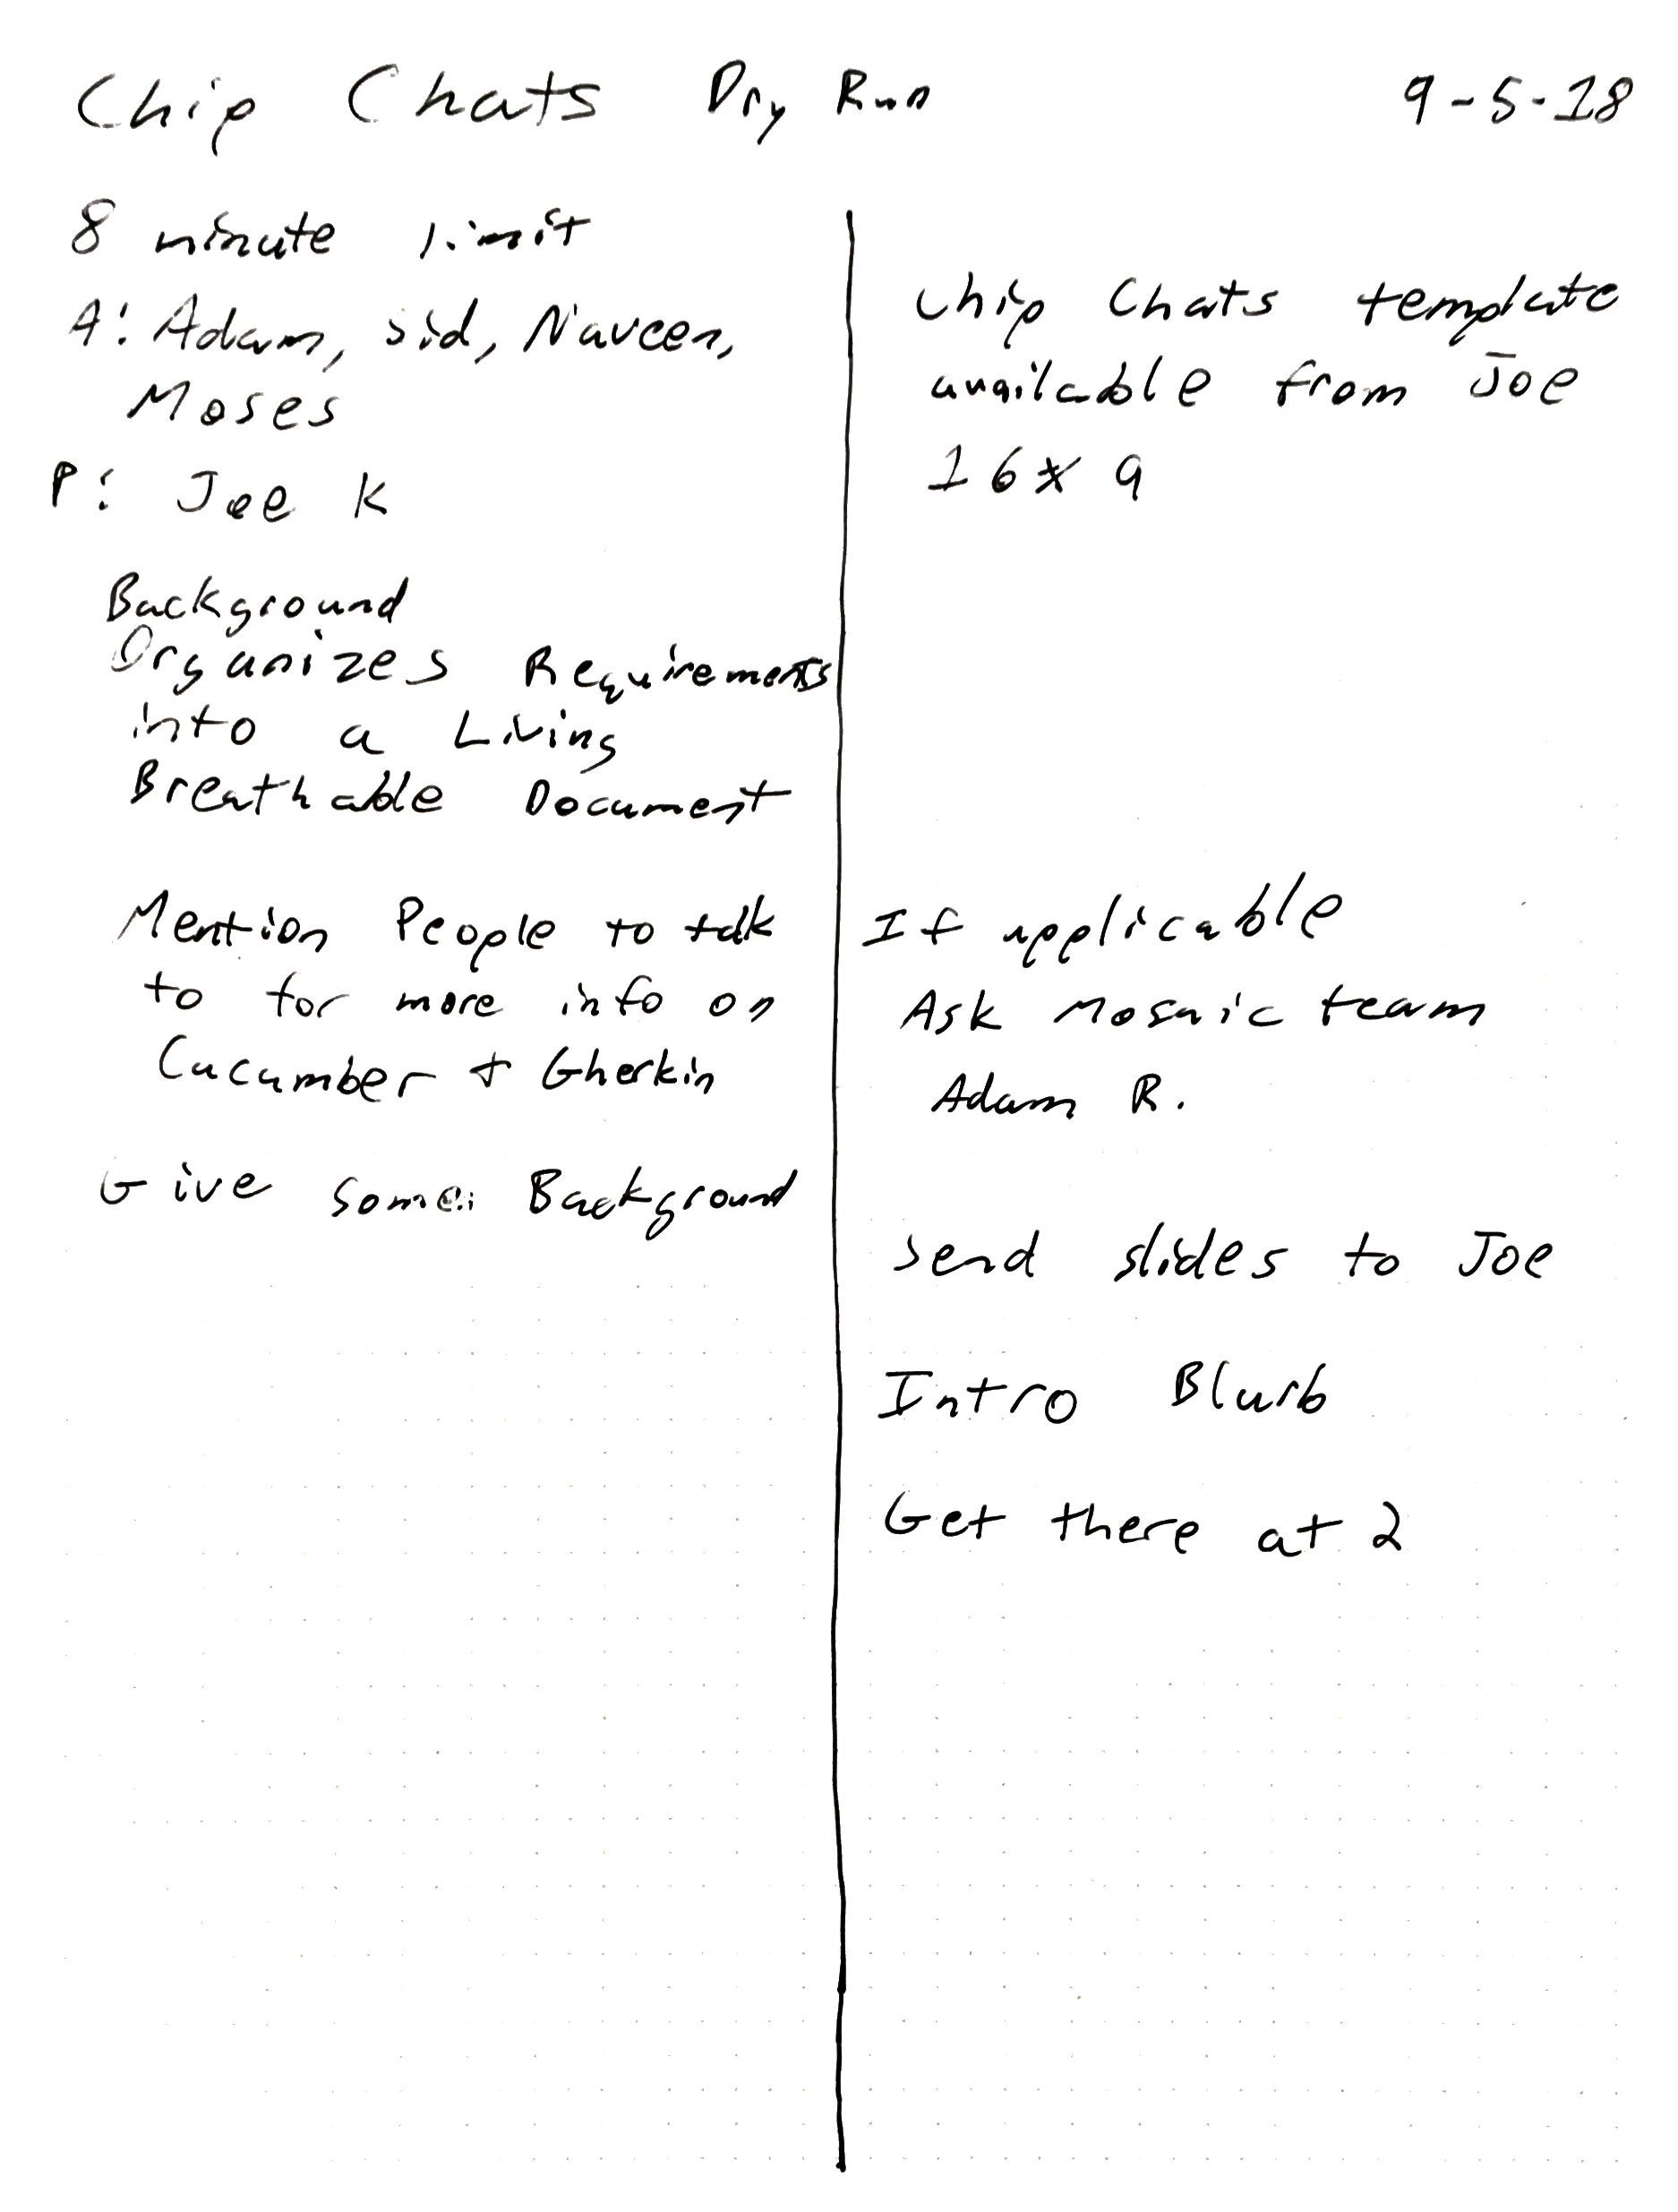 Chip Chats Dry Run 9-5-18
8 minute limit
A: Adam, Sid, Naveen,
Moses
P: Joe K
Background
Organizes Requirements
into a Living
Breathable Document
Mention People to talk
to for more info on
Cucumber + Gherkin
Give some Background
Chip Chats template
available from Joe
16x9
If applicable
Ask Mosaic team
Adam R.
Send slides to Joe
Intro Blurb
Get there at 2